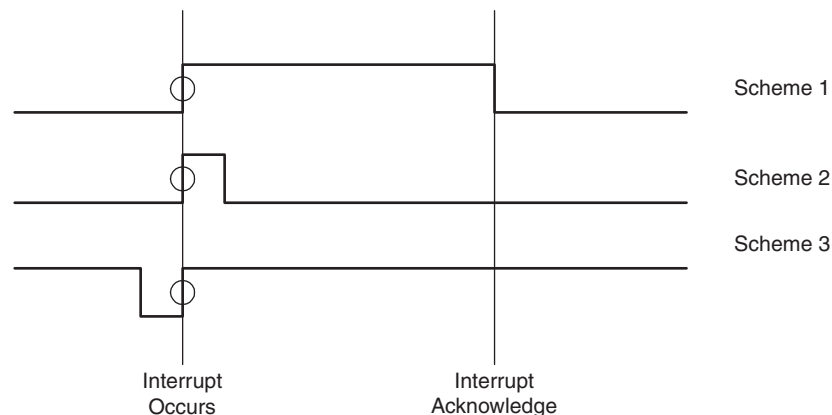 Scheme 1
Scheme 2
Scheme 3
Interrupt
Occurs
Interrupt
Acknowledge